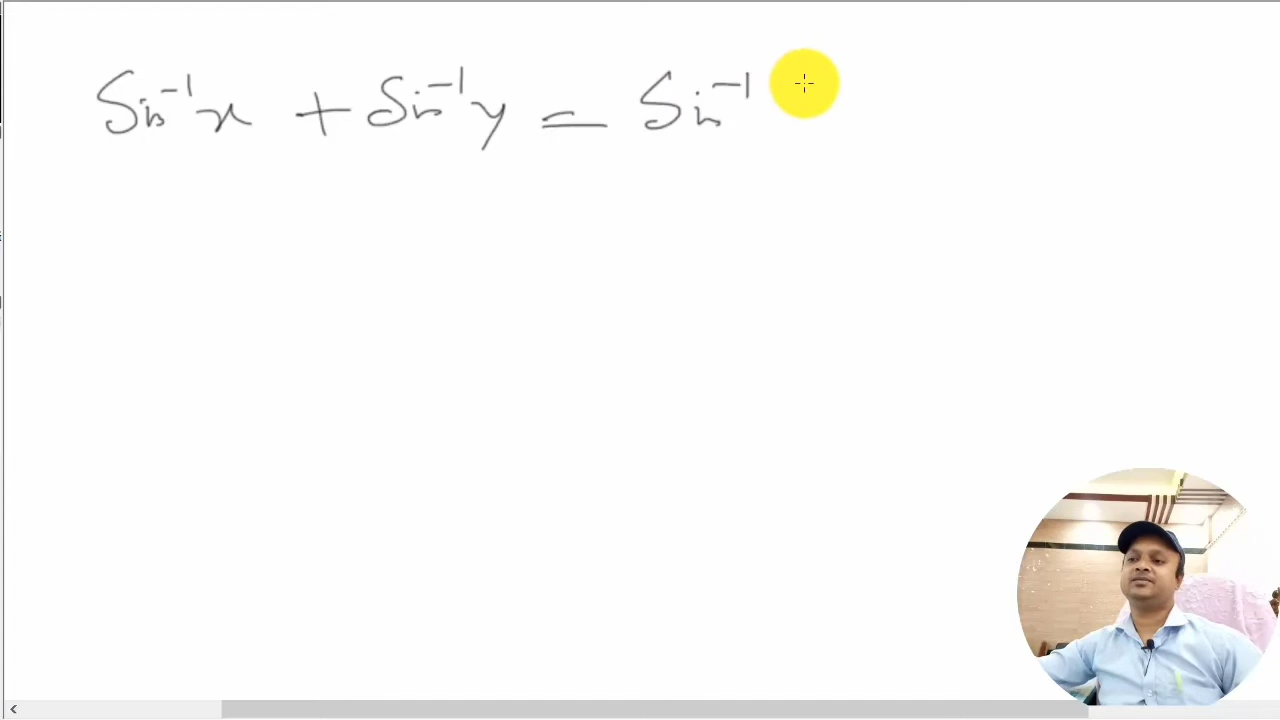 Sin⁻¹x + Sin⁻¹y = Sin⁻¹